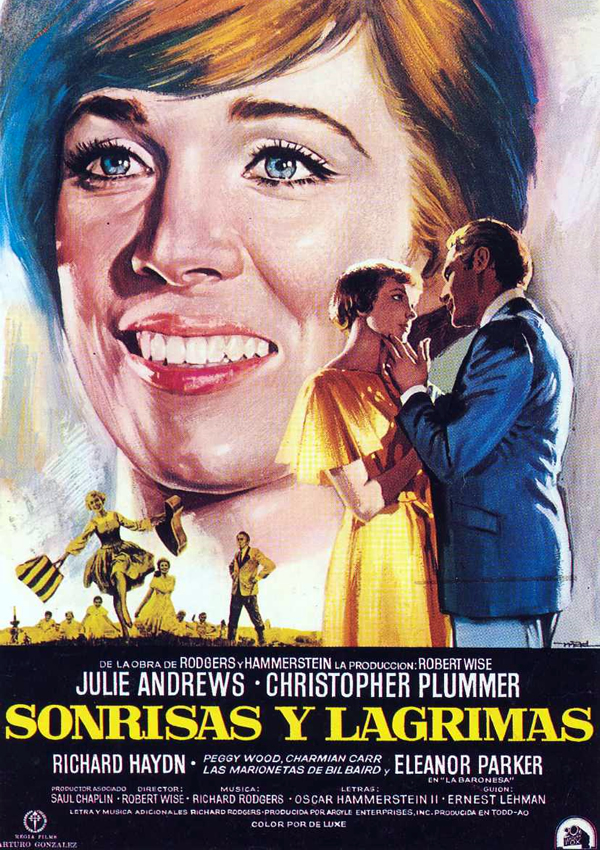 DE LA OBRA DE RODGERS Y HAMMERSTEIN LA PRODUCCION: ROBERT WISE
JULIE ANDREWS · CHRISTOPHER PLUMMER
SONRISAS Y LAGRIMAS
RICHARD HAYDN · PEGGY WOOD, CHARMIAN CARR
LAS MARIONETAS DE BIL BAIRD y ELEANOR PARKER
EN "LA BARONESA"
PRODUCTOR ASOCIADO DIRECTOR: MUSICA: LETRAS: GUION:
SAUL CHAPLIN · ROBERT WISE · RICHARD RODGERS · OSCAR HAMMERSTEIN II · ERNEST LEHMAN
LETRA Y MUSICA ADICIONALES RICHARD RODGERS · PRODUCIDA POR ARGYLE ENTERPRISES, INC. PRODUCIDA EN TODD-AO
COLOR POR DE LUXE
REGIA FILMS
ARTURO GONZALEZ